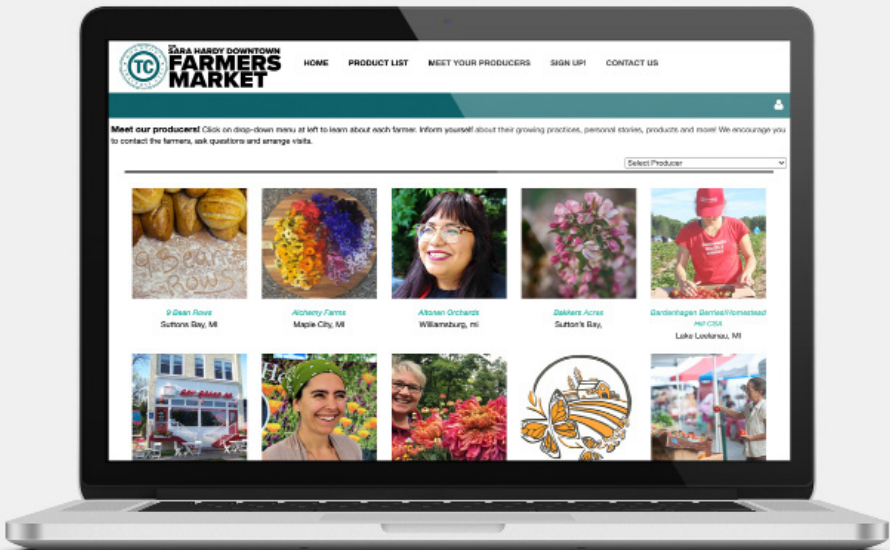 TC
THE
SARA HARDY DOWNTOWN
FARMERS
MARKET
HOME PRODUCT LIST MEET YOUR PRODUCERS SIGN UP! CONTACT US
Meet our producers! Click on drop-down menu at left to learn about each farmer. Inform yourself about their growing practices, personal stories, products and more! We encourage you
to contact the farmers, ask questions and arrange visits.
Select Producer
9 Bean
ROWS
9 Bean Rows
Suttons Bay, MI
Alchemy Farms
Maple City, MI
Altonen Orchards
Williamsburg, mi
Bakkers Acres
Sutton's Bay,
Bardenhagen Berries/Homestead
Hill CSA
Lake Leelanau, MI